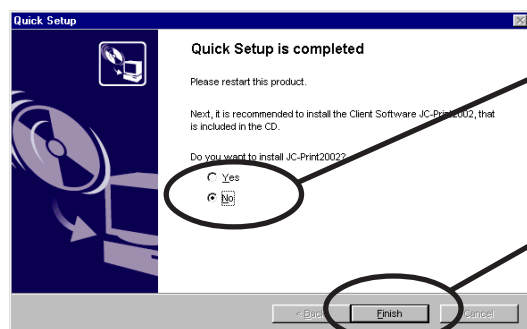 Quick Setup
Quick Setup is completed
Please restart this product.
Next, it is recommended to install the Client Software JC-Print2002, that
is included in the CD.
Do you want to install JC-Print2002?
Yes
No
< Back Finish Cancel